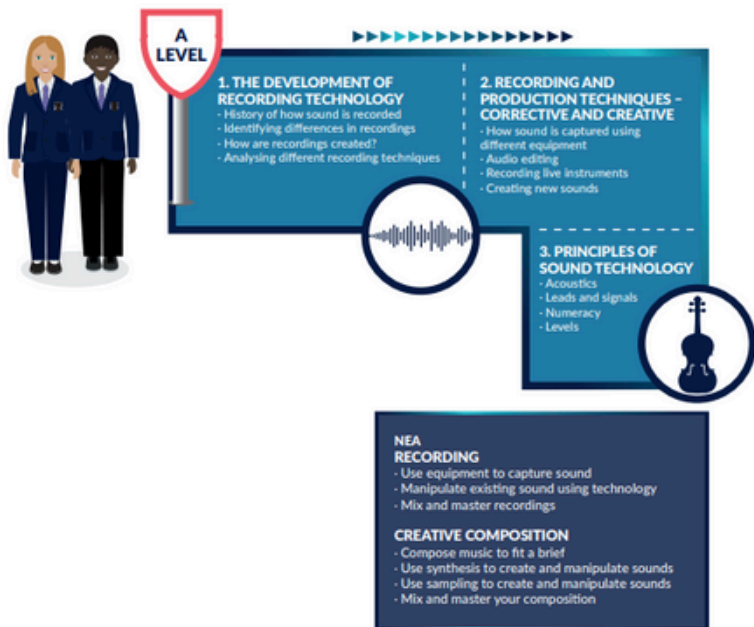 A
LEVEL
1. THE DEVELOPMENT OF
RECORDING TECHNOLOGY
· History of how sound is recorded
· Identifying differences in recordings
· How are recordings created?
· Analysing different recording techniques
2. RECORDING AND
PRODUCTION TECHNIQUES –
CORRECTIVE AND CREATIVE
· How sound is captured using
different equipment
· Audio editing
· Recording live instruments
· Creating new sounds
3. PRINCIPLES OF
SOUND TECHNOLOGY
· Acoustics
· Leads and signals
· Numeracy
· Levels
NEA
RECORDING
· Use equipment to capture sound
· Manipulate existing sound using technology
· Mix and master recordings
CREATIVE COMPOSITION
· Compose music to fit a brief
· Use synthesis to create and manipulate sounds
· Use sampling to create and manipulate sounds
· Mix and master your composition